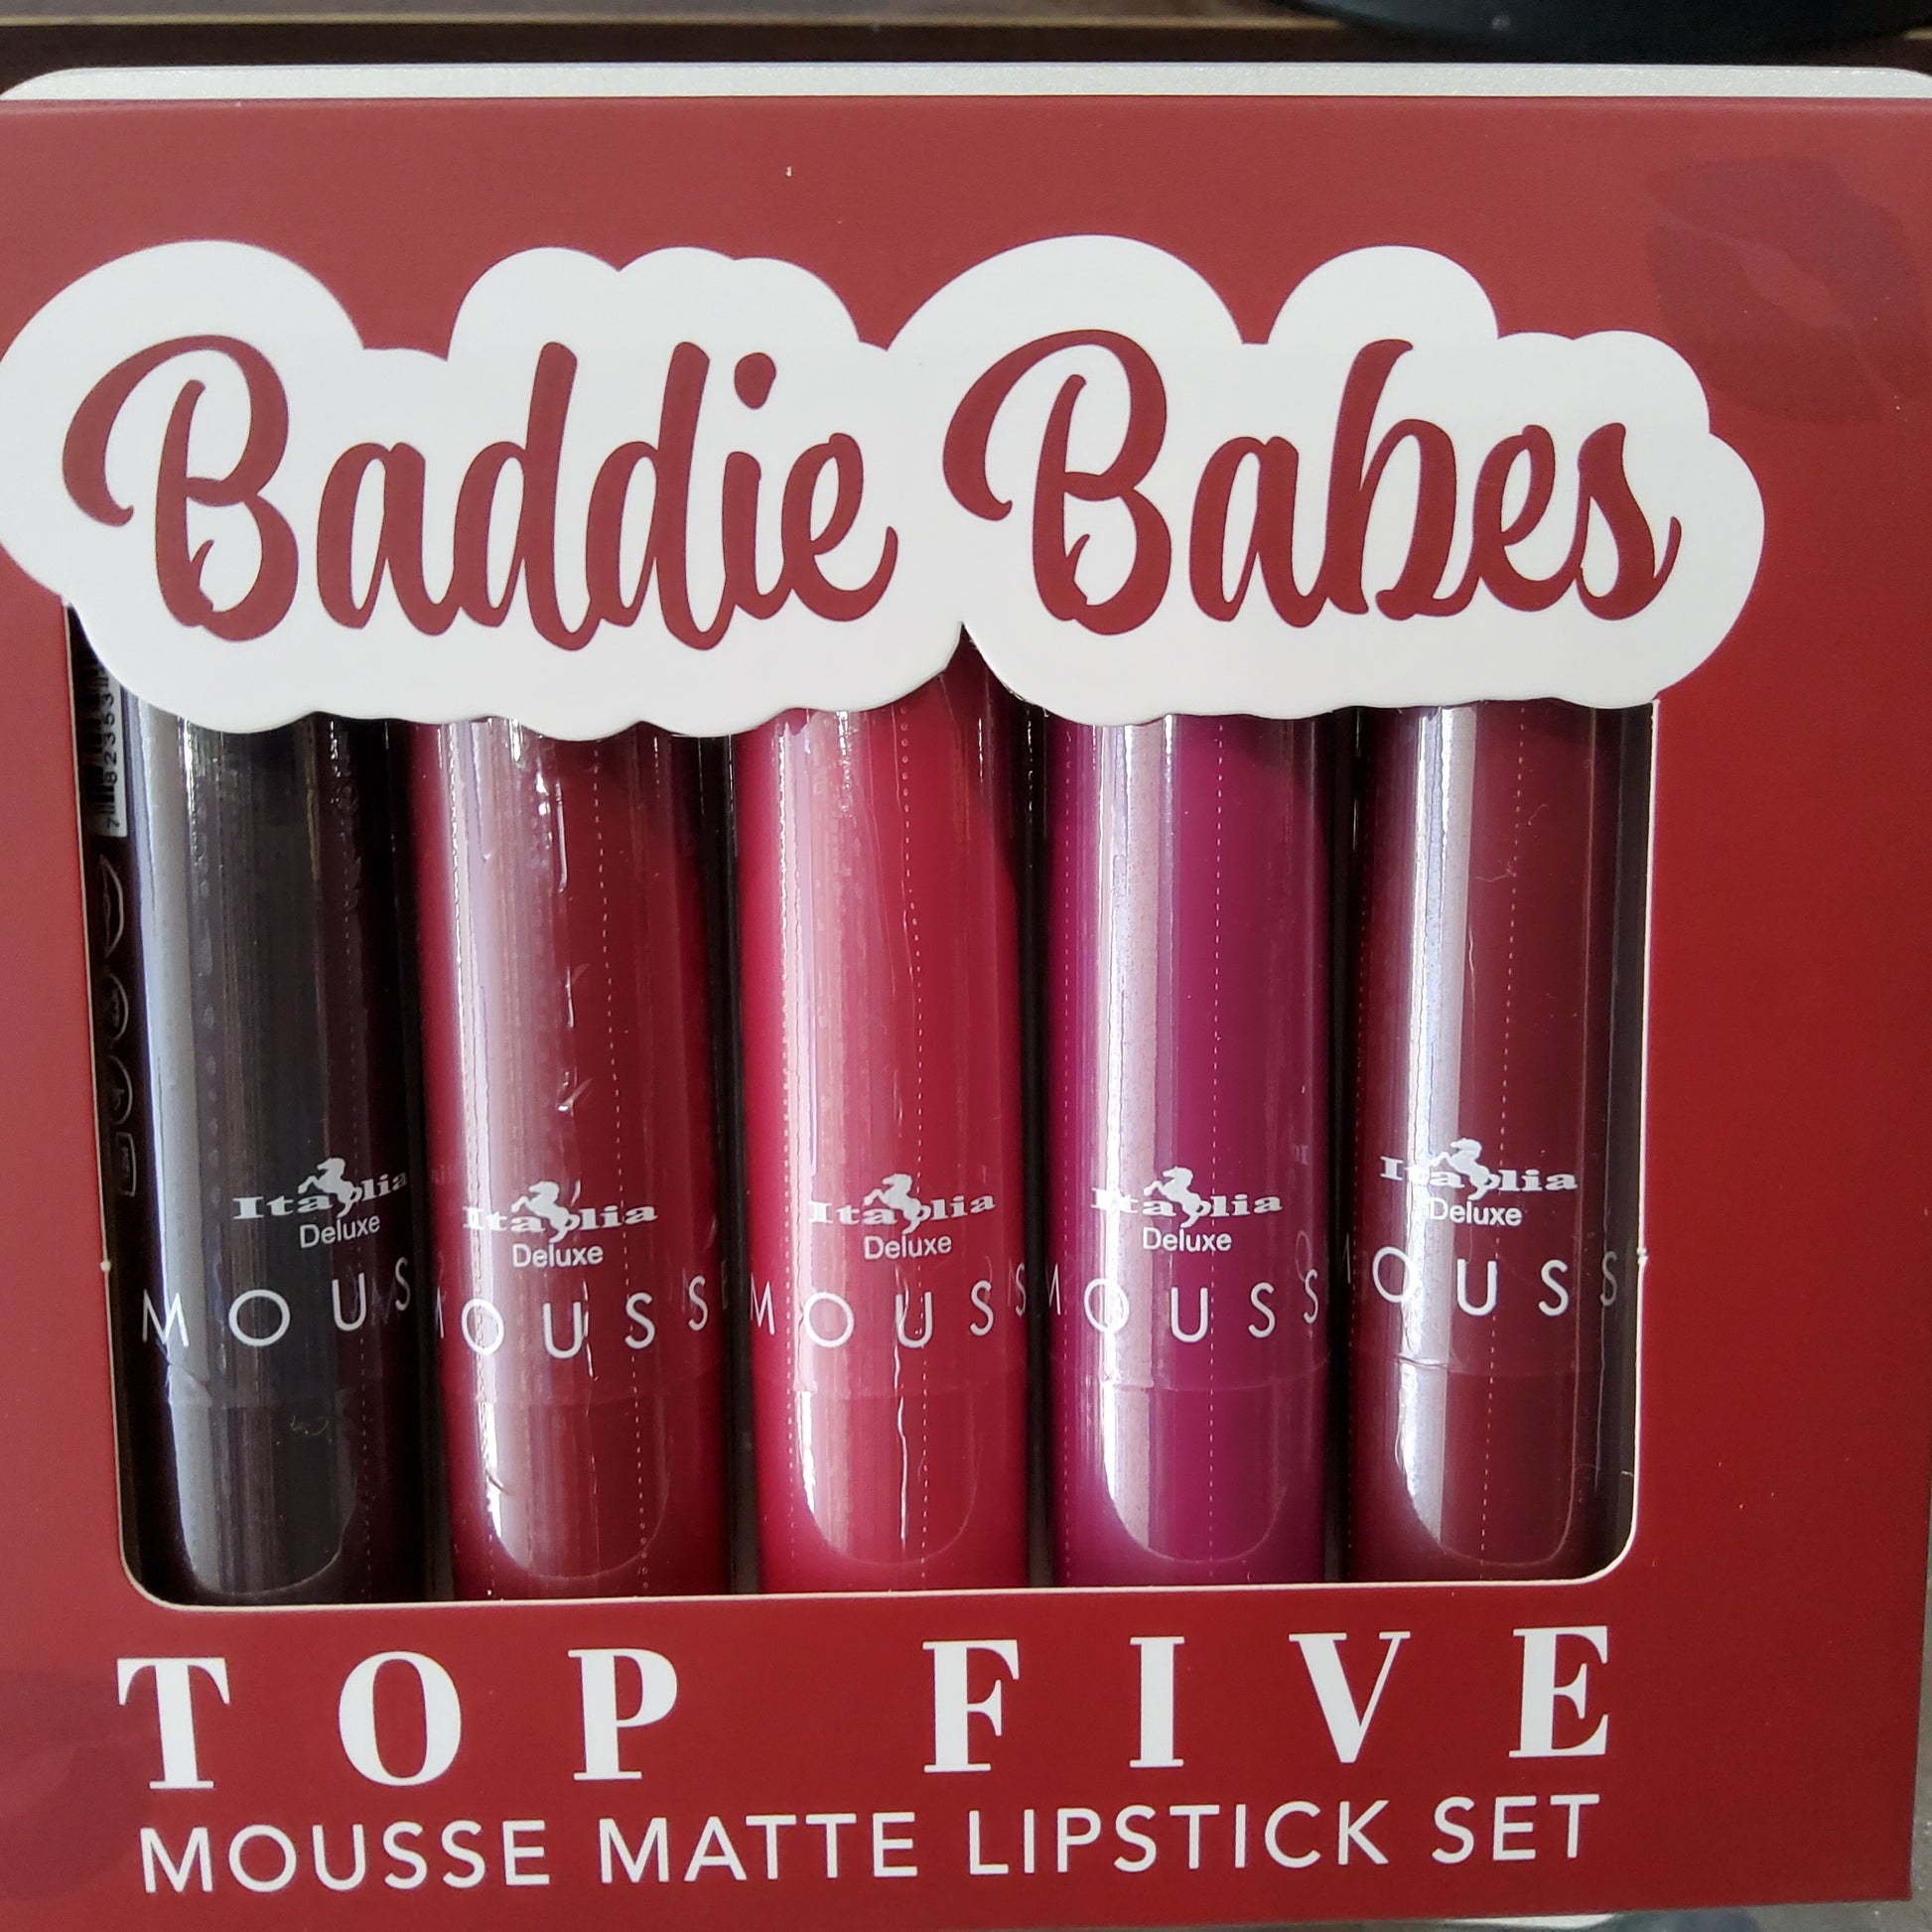 Baddie Babes
Italia
Deluxe
MOUS
Italia
Deluxe
MOUSSE
Italia
Deluxe
MOUSS
Italia
Deluxe
MOUSS
Italia
Deluxe
OUSS
TOP FIVE
MOUSSE MATTE LIPSTICK SET